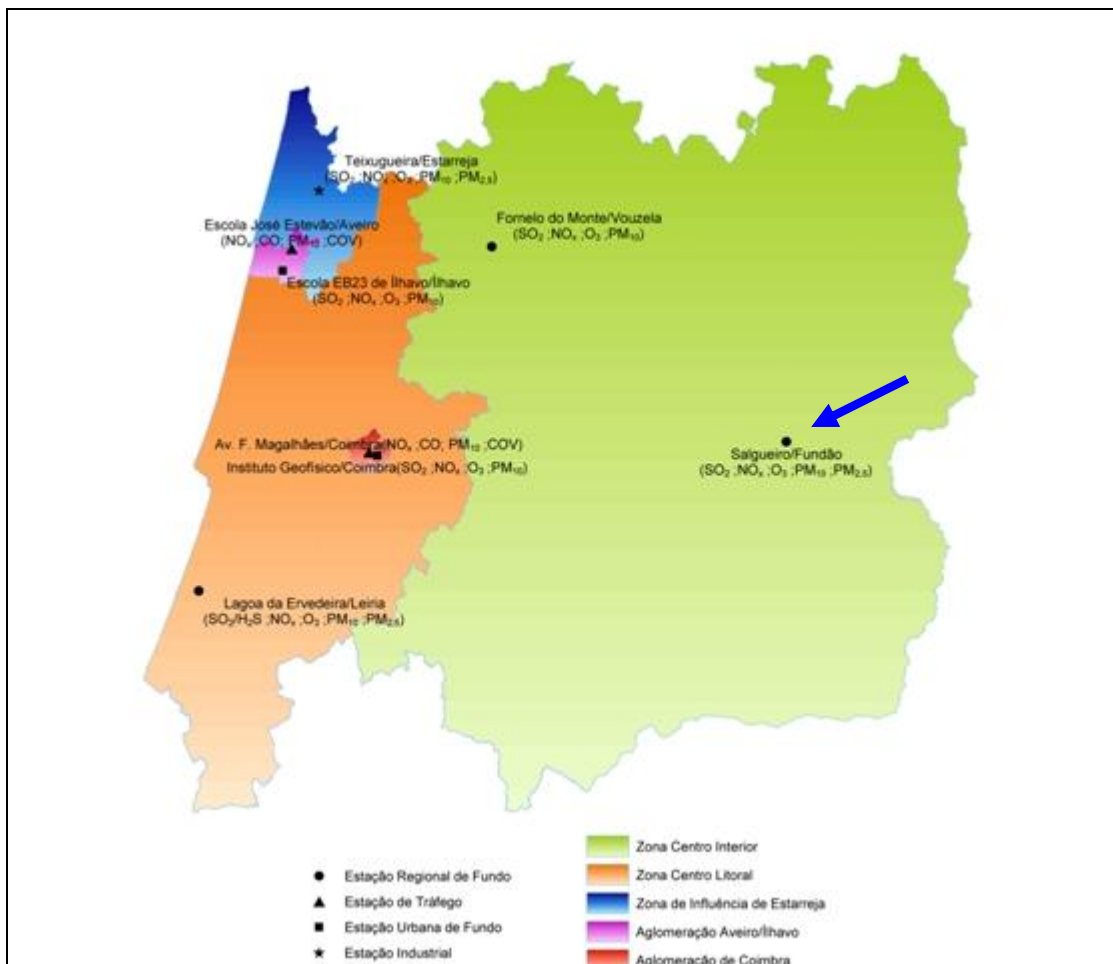 Teixugueira/Estarreja
(SO₂ ;NOₓ ;O₃ ;PM₁₀ ;PM₂,₅)
Escola José Estevão/Aveiro
(NOₓ ;CO; PM₁₀ ;COV)
Fornelo do Monte/Vouzela
(SO₂ ;NOₓ ;O₃ ;PM₁₀)
Escola EB23 de Ílhavo/Ílhavo
(SO₂ ;NOₓ ;O₃ ;PM₁₀)
Av. F. Magalhães/Coimbra(NOₓ ;CO; PM₁₀ ;COV)
Instituto Geofísico/Coimbra(SO₂ ;NOₓ ;O₃ ;PM₁₀)
Salgueiro/Fundão
(SO₂ ;NOₓ ;O₃ ;PM₁₀ ;PM₂,₅)
Lagoa da Ervedeira/Leiria
(SO₂/H₂S ;NOₓ ;O₃ ;PM₁₀ ;PM₂,₅)
Estação Regional de Fundo
Estação de Tráfego
Estação Urbana de Fundo
Estação Industrial
Zona Centro Interior
Zona Centro Litoral
Zona de Influência de Estarreja
Aglomeração Aveiro/Ílhavo
Aglomeração de Coimbra